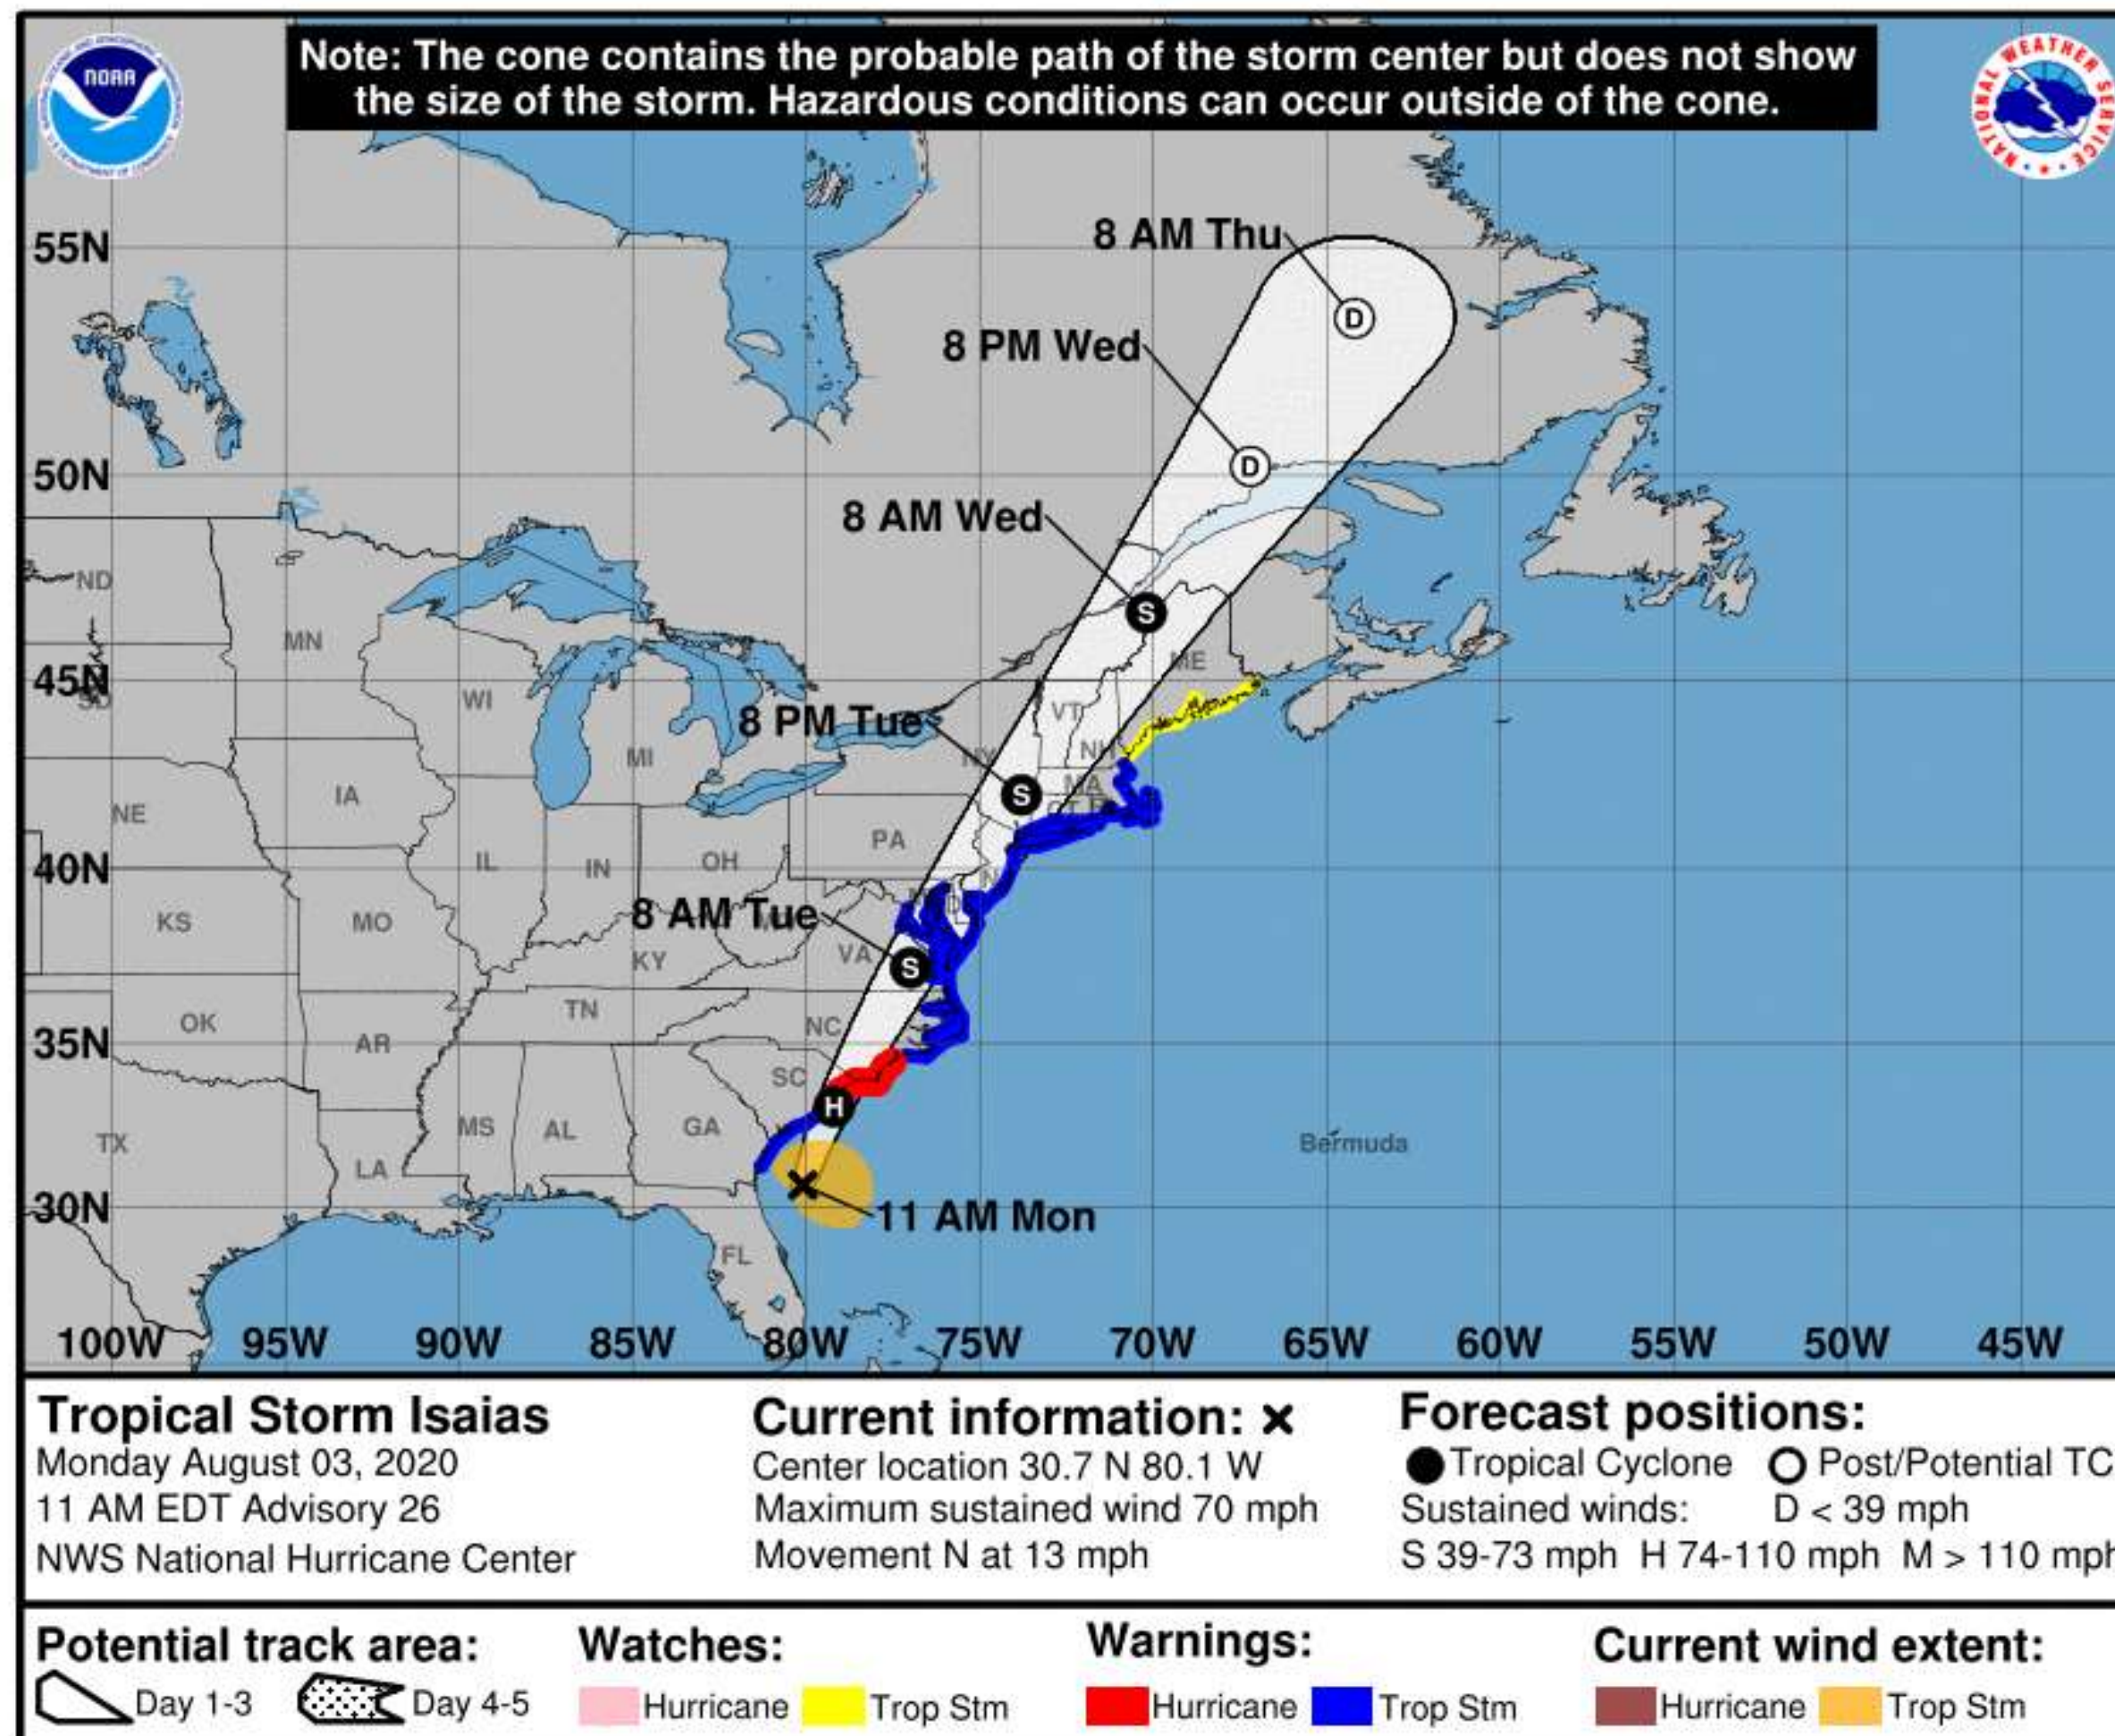 Note: The cone contains the probable path of the storm center but does not show
the size of the storm. Hazardous conditions can occur outside of the cone.
NOAA
NATIONAL WEATHER SERVICE
8 AM Thu
55N
D
8 PM Wed
D
50N
8 AM Wed
ND
S
MN
ME
45N
SD
WI
VT
8 PM Tue
NH
NY
MI
MA
IA
S
CT
NE
PA
IL
IN
OH
40N
8 AM Tue
KS
MO
VA
KY
S
TN
OK
NC
AR
35N
SC
H
MS
AL
GA
TX
Bermuda
LA
30N
11 AM Mon
FL
100W 95W 90W 85W 80W 75W 70W 65W 60W 55W 50W 45W
Tropical Storm Isaias
Monday August 03, 2020
11 AM EDT Advisory 26
NWS National Hurricane Center
Current information: ×
Center location 30.7 N 80.1 W
Maximum sustained wind 70 mph
Movement N at 13 mph
Forecast positions:
Tropical Cyclone Post/Potential TC
Sustained winds: D < 39 mph
S 39-73 mph H 74-110 mph M > 110 mph
Potential track area:
Day 1-3 Day 4-5
Watches:
Hurricane Trop Stm
Warnings:
Hurricane Trop Stm
Current wind extent:
Hurricane Trop Stm